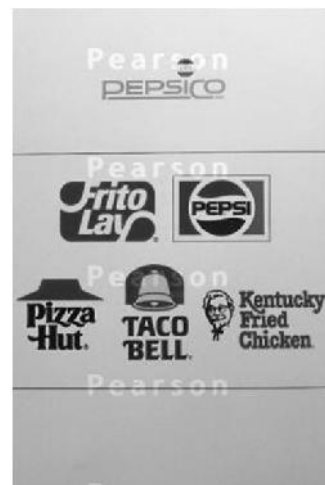 Pearson
PEPSICO
Pearson
Frito
Lay
PEPSI
Pearson
Pizza
Hut
TACO
BELL
Kentucky
Fried
Chicken
Pearson